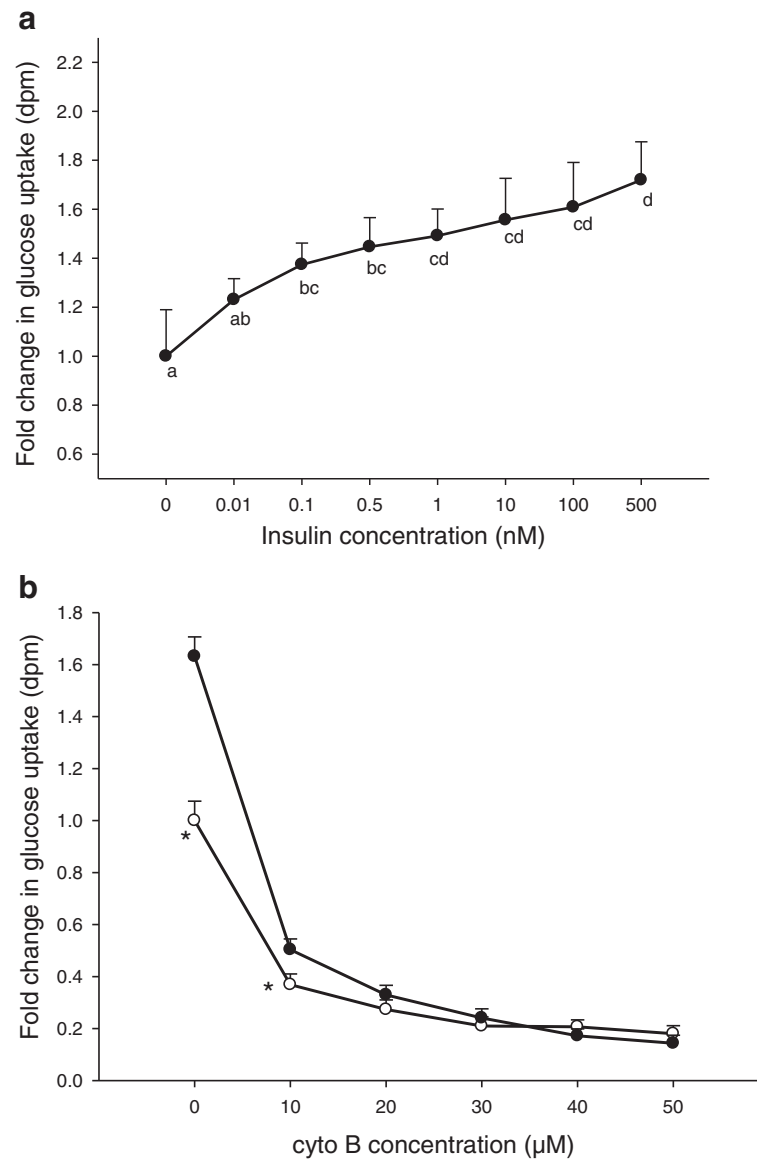 a
Fold change in glucose uptake (dpm)
2.2
2.0
1.8
1.6
1.4
1.2
1.0
0.8
0.6
a
ab
bc
bc
cd
cd
cd
d
0 0.01 0.1 0.5 1 10 100 500
Insulin concentration (nM)
b
Fold change in glucose uptake (dpm)
1.8
1.6
1.4
1.2
1.0
0.8
0.6
0.4
0.2
0.0
*
*
0 10 20 30 40 50
cyto B concentration (µM)